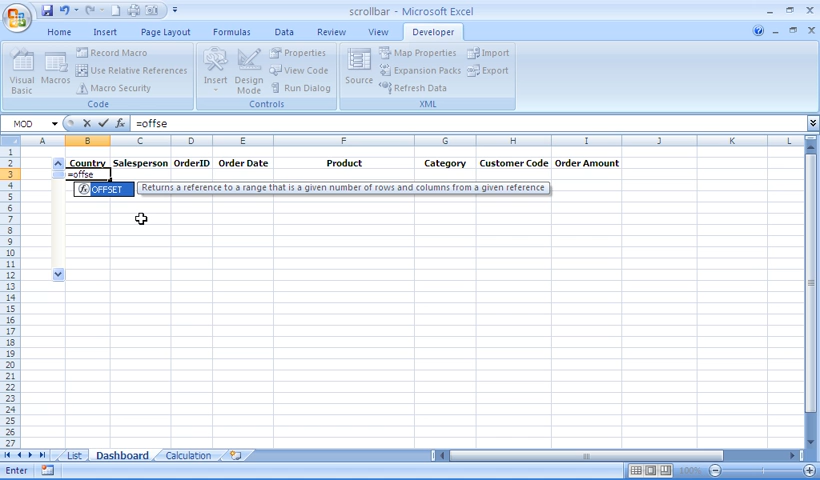 scrollbar - Microsoft Excel
Home Insert Page Layout Formulas Data Review View Developer
Visual Basic
Macros
Record Macro
Use Relative References
Macro Security
Code
Insert
Design Mode
Properties
View Code
Run Dialog
Controls
Source
Map Properties
Expansion Packs
Refresh Data
Import
Export
XML
MOD =offse
A B C D E F G H I J K L
1
2 Country Salesperson OrderID Order Date Product Category Customer Code Order Amount
3 =offse
4 OFFSET Returns a reference to a range that is a given number of rows and columns from a given reference
5
6
7
8
9
10
11
12
13
14
15
16
17
18
19
20
21
22
23
24
25
26
27
List Dashboard Calculation
Enter 100%